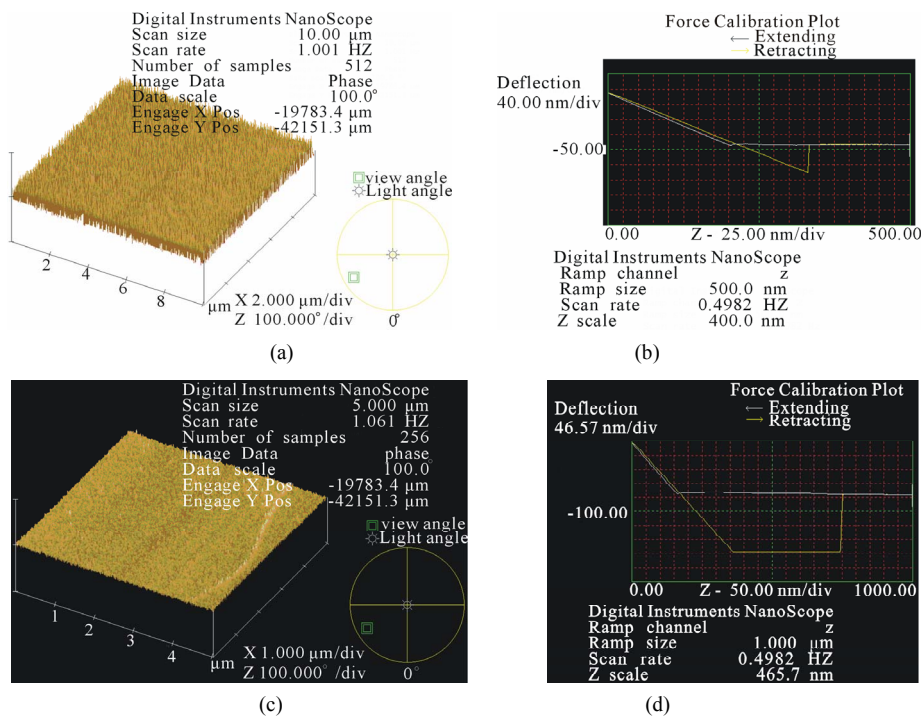 Digital Instruments NanoScope
Scan size 10.00 µm
Scan rate 1.001 HZ
Number of samples 512
Image Data Phase
Data scale 100.0°
Engage X Pos -19783.4 µm
Engage Y Pos -42151.3 µm
view angle
Light angle
2 4 6 8 µm
X 2.000 µm/div
Z 100.000°/div
0°
(a)
Force Calibration Plot
Extending
Retracting
Deflection
40.00 nm/div
-50.00
0.00 Z - 25.00 nm/div 500.00
Digital Instruments NanoScope
Ramp channel z
Ramp size 500.0 nm
Scan rate 0.4982 HZ
Z scale 400.0 nm
(b)
Digital Instruments NanoScope
Scan size 5.000 µm
Scan rate 1.061 HZ
Number of samples 256
Image Data phase
Data scale 100.0°
Engage X Pos -19783.4 µm
Engage Y Pos -42151.3 µm
view angle
Light angle
1 2 3 4 µm
X 1.000 µm/div
Z 100.000° /div
0°
(c)
Force Calibration Plot
Extending
Retracting
Deflection
46.57 nm/div
-100.00
0.00 Z - 50.00 nm/div 1000.00
Digital Instruments NanoScope
Ramp channel z
Ramp size 1.000 µm
Scan rate 0.4982 HZ
Z scale 465.7 nm
(d)